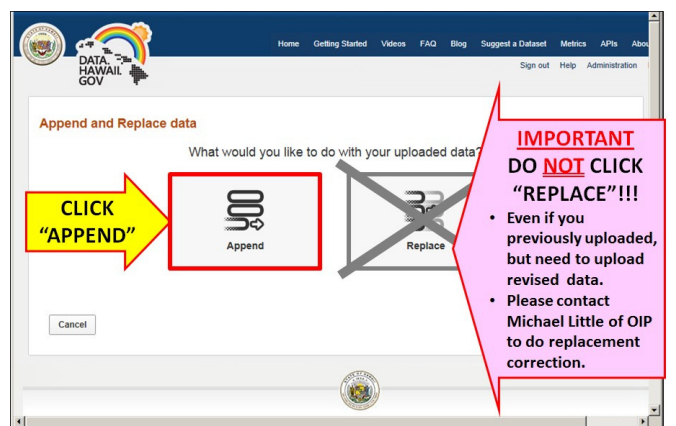 Home Getting Started Videos FAQ Blog Suggest a Dataset Metrics APIs Abou
DATA.
HAWAII.
GOV
Sign out Help Administration
Append and Replace data
What would you like to do with your uploaded data?
CLICK
“APPEND”
Append
Replace
IMPORTANT
DO NOT CLICK
“REPLACE”!!!
• Even if you
previously uploaded,
but need to upload
revised data.
• Please contact
Michael Little of OIP
to do replacement
correction.
Cancel